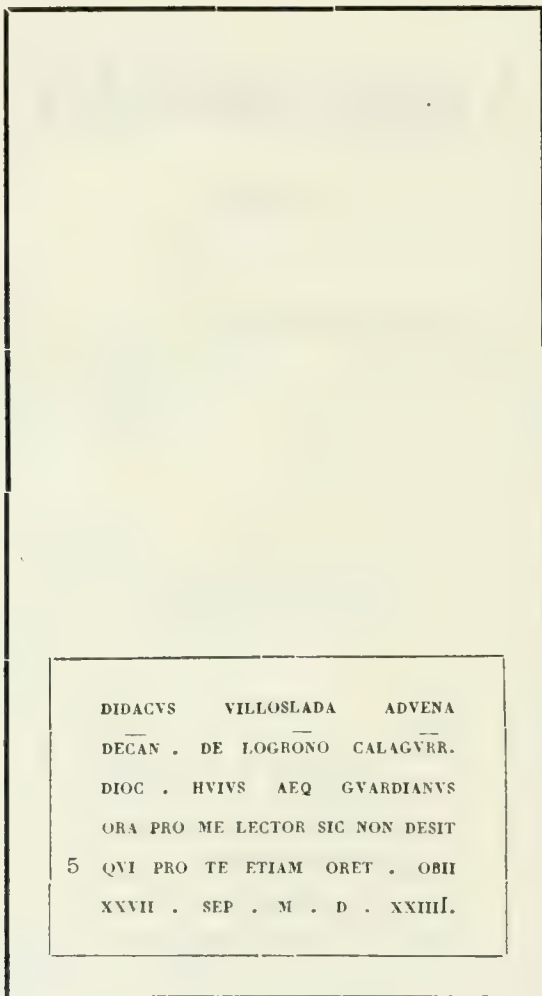 DIDACVS VILLOSLADA ADVENA
DECAN . DE LOGROÑO CALAGVRR.
DIOC . HVIVS AEQ GVARDIANVS
ORA PRO ME LECTOR SIC NON DESIT
5 QVI PRO TE ETIAM ORET . OBII
XXVII . SEP . M . D . XXIIII.